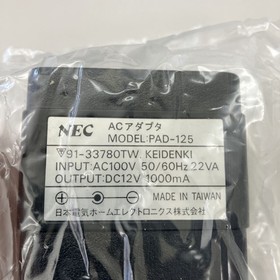 NEC ACアダプタ
MODEL:PAD-125
▽91-33780TW KEIDENKI
INPUT:AC100V 50/60Hz 22VA
OUTPUT:DC12V 1000mA
MADE IN TAIWAN
日本電気ホームエレクトロニクス株式会社